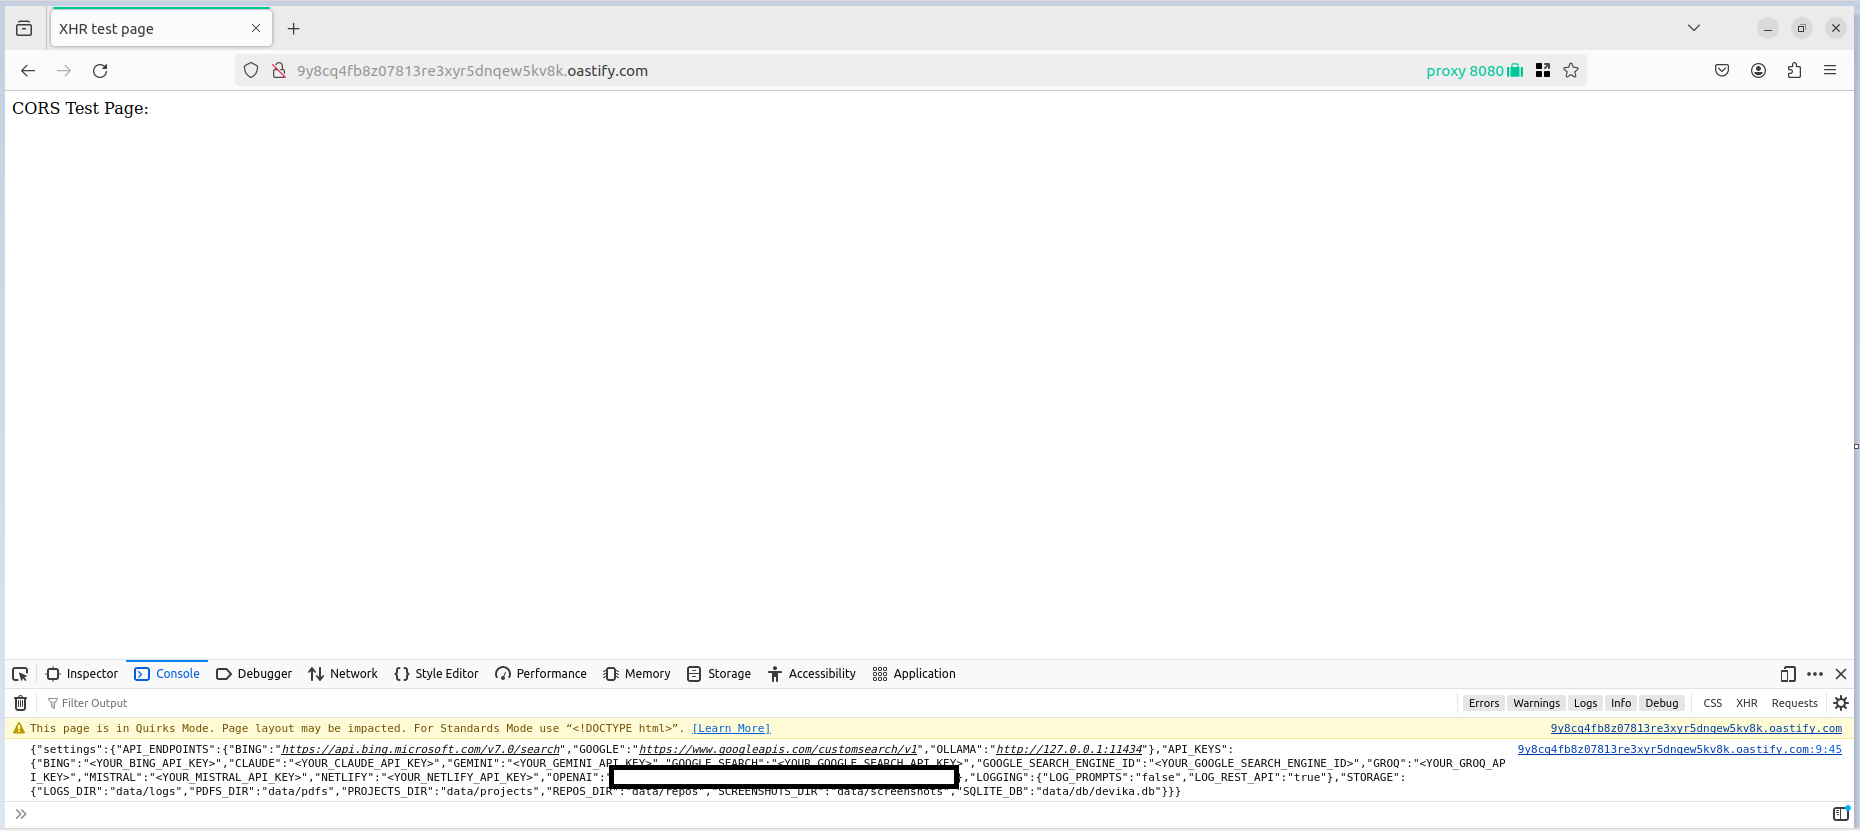 XHR test page
9y8cq4fb8z07813re3xyr5dnqew5kv8k.oastify.com
proxy 8080
CORS Test Page:
Inspector Console Debugger Network Style Editor Performance Memory Storage Accessibility Application
Filter Output Errors Warnings Logs Info Debug CSS XHR Requests
This page is in Quirks Mode. Page layout may be impacted. For Standards Mode use “<!DOCTYPE html>”. [Learn More] 9y8cq4fb8z07813re3xyr5dnqew5kv8k.oastify.com
{"settings":{"API_ENDPOINTS":{"BING":"https://api.bing.microsoft.com/v7.0/search","GOOGLE":"https://www.googleapis.com/customsearch/v1","OLLAMA":"http://127.0.0.1:11434"},"API_KEYS": 9y8cq4fb8z07813re3xyr5dnqew5kv8k.oastify.com:9:45
{"BING":"<YOUR_BING_API_KEY>","CLAUDE":"<YOUR_CLAUDE_API_KEY>","GEMINI":"<YOUR_GEMINI_API_KEY>","GOOGLE_SEARCH":"<YOUR_GOOGLE_SEARCH_API_KEY>","GOOGLE_SEARCH_ENGINE_ID":"<YOUR_GOOGLE_SEARCH_ENGINE_ID>","GROQ":"<YOUR_GROQ_AP
I_KEY>","MISTRAL":"<YOUR_MISTRAL_API_KEY>","NETLIFY":"<YOUR_NETLIFY_API_KEY>","OPENAI":" },"LOGGING":{"LOG_PROMPTS":"false","LOG_REST_API":"true"},"STORAGE":
{"LOGS_DIR":"data/logs","PDFS_DIR":"data/pdfs","PROJECTS_DIR":"data/projects","REPOS_DIR":"data/repos","SCREENSHOTS_DIR":"data/screenshots","SQLITE_DB":"data/db/devika.db"}}}